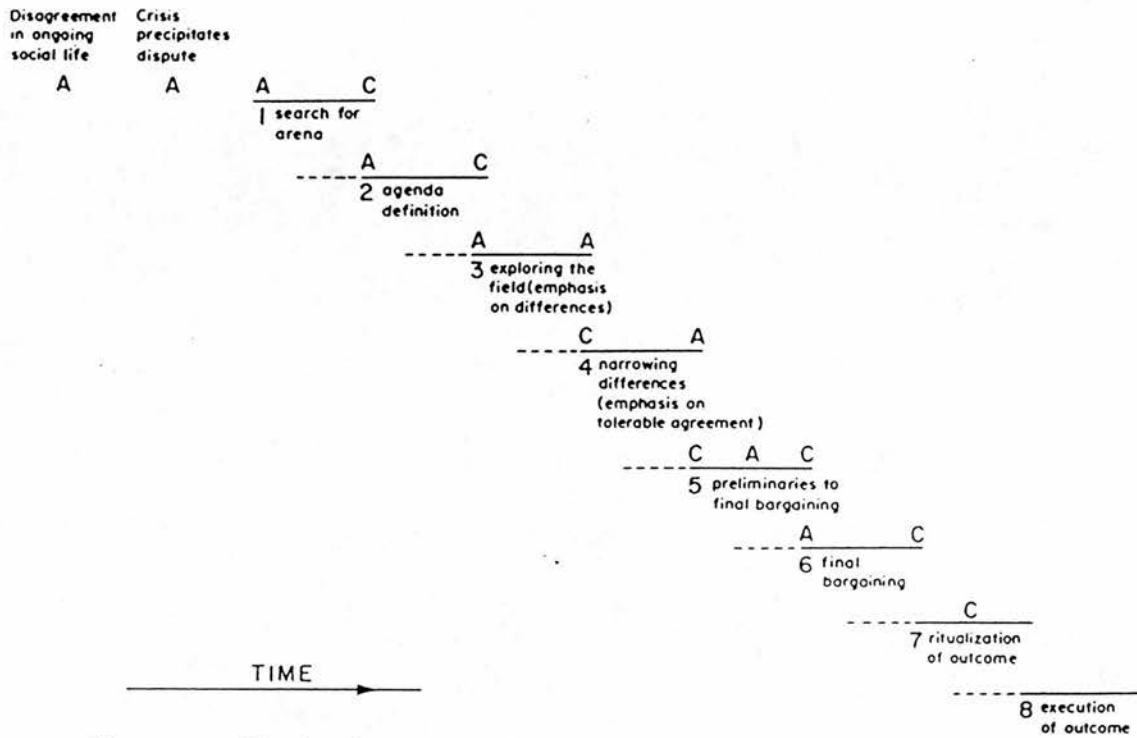 Disagreement
in ongoing
social life
A
Crisis
precipitates
dispute
A
A C
1 search for
arena
A C
2 agenda
definition
A A
3 exploring the
field(emphasis
on differences)
C A
4 narrowing
differences
(emphasis on
tolerable agreement)
C A C
5 preliminaries to
final bargaining
A C
6 final
bargaining
C
7 ritualization
of outcome
TIME
8 execution
of outcome